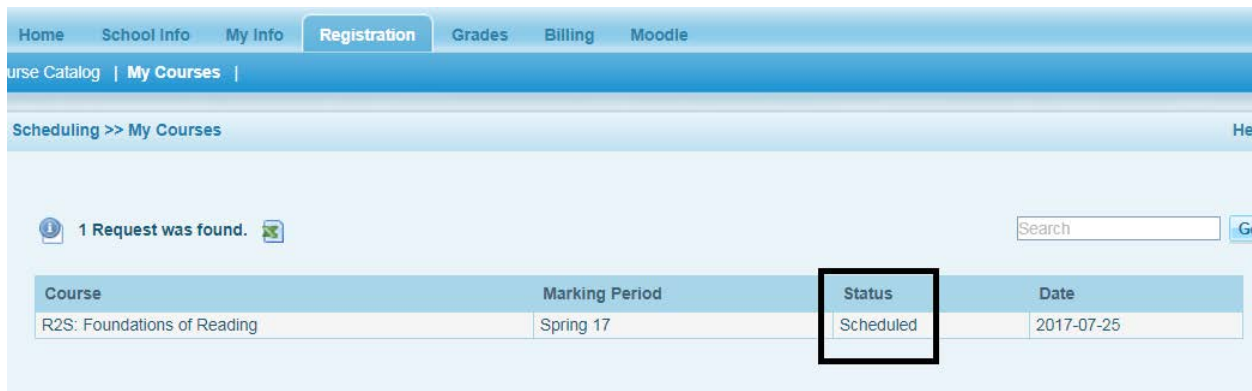 Home School Info My Info Registration Grades Billing Moodle
urse Catalog | My Courses |
Scheduling >> My Courses He
1 Request was found. Search G
Course Marking Period Status Date
R2S: Foundations of Reading Spring 17 Scheduled 2017-07-25